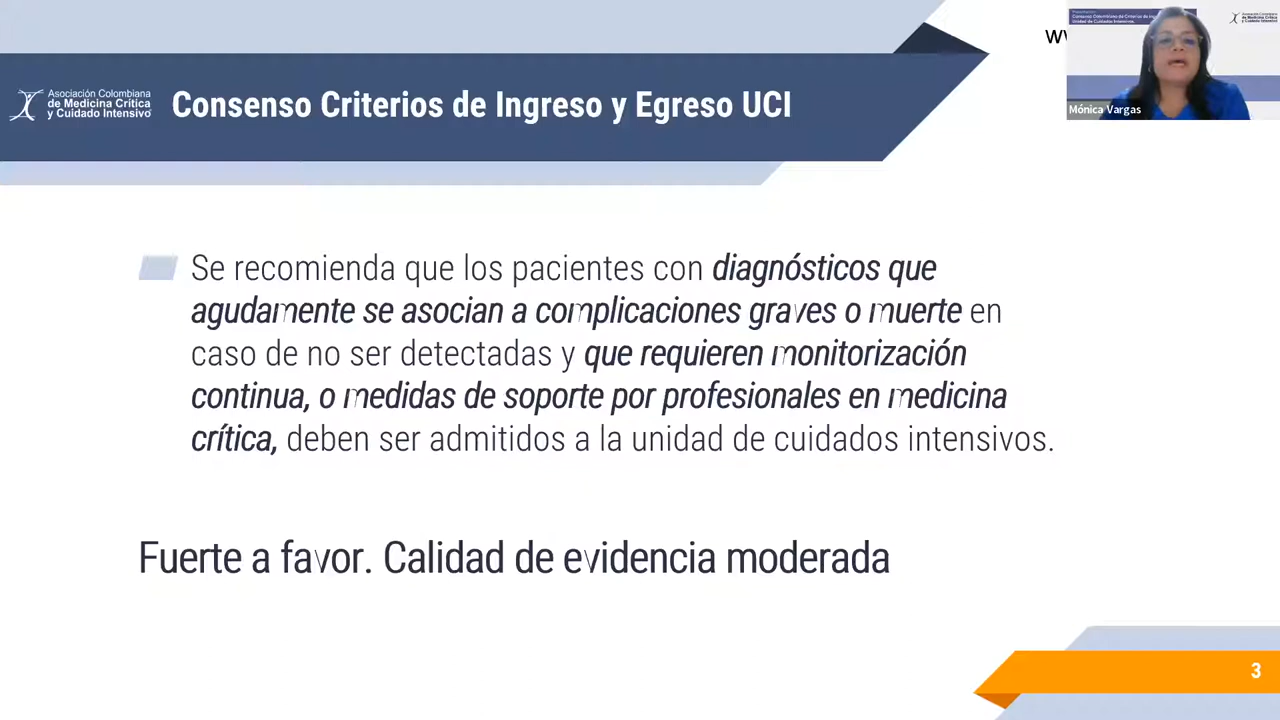 Asociación Colombiana
de Medicina Crítica
y Cuidado Intensivo
Consenso Criterios de Ingreso y Egreso UCI
Mónica Vargas
Se recomienda que los pacientes con diagnósticos que
agudamente se asocian a complicaciones graves o muerte en
caso de no ser detectadas y que requieren monitorización
continua, o medidas de soporte por profesionales en medicina
crítica, deben ser admitidos a la unidad de cuidados intensivos.
Fuerte a favor. Calidad de evidencia moderada
3